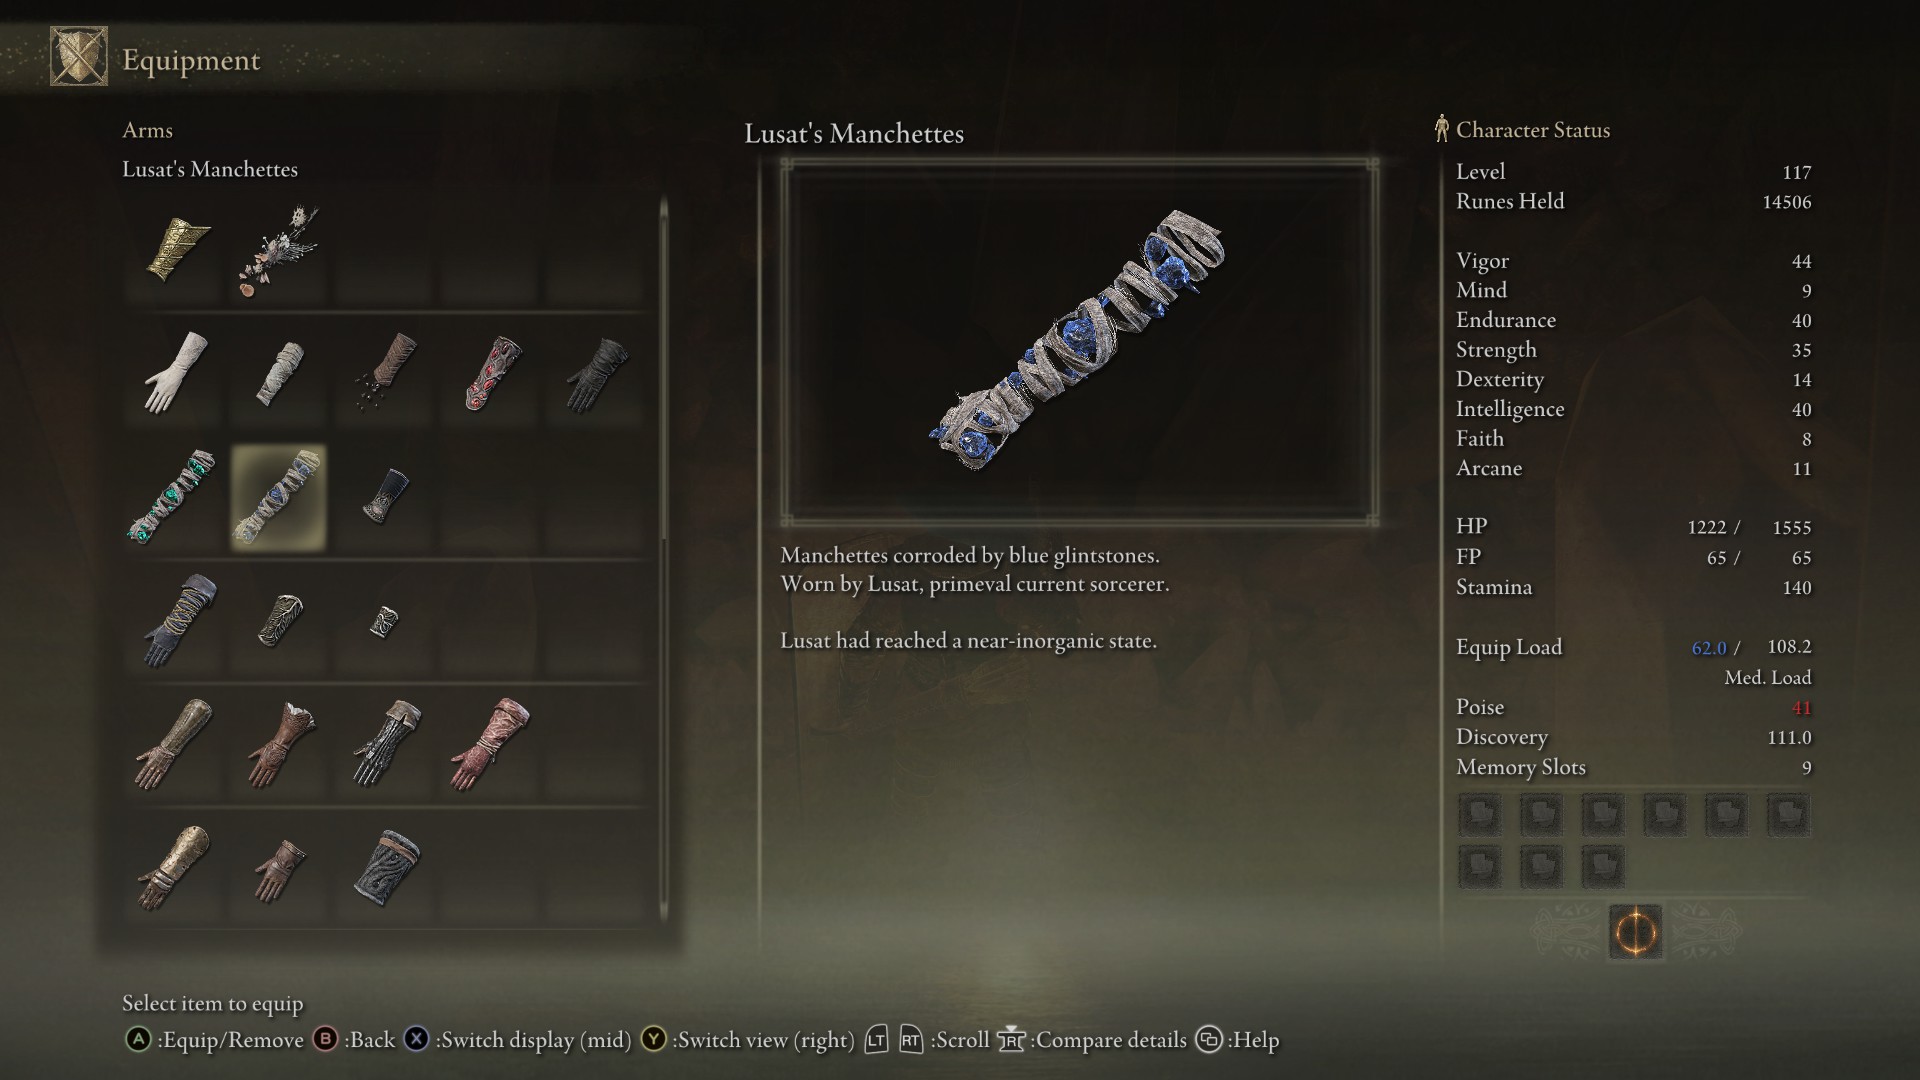 Equipment
Arms
Lusat's Manchettes
Lusat's Manchettes
Manchettes corroded by blue glintstones.
Worn by Lusat, primeval current sorcerer.
Lusat had reached a near-inorganic state.
Character Status
Level 117
Runes Held 14506
Vigor 44
Mind 9
Endurance 40
Strength 35
Dexterity 14
Intelligence 40
Faith 8
Arcane 11
HP 1222 / 1555
FP 65 / 65
Stamina 140
Equip Load 62.0 / 108.2
Med. Load
Poise 41
Discovery 111.0
Memory Slots 9
Select item to equip
A :Equip/Remove B :Back X :Switch display (mid) Y :Switch view (right) LT RT :Scroll R :Compare details :Help